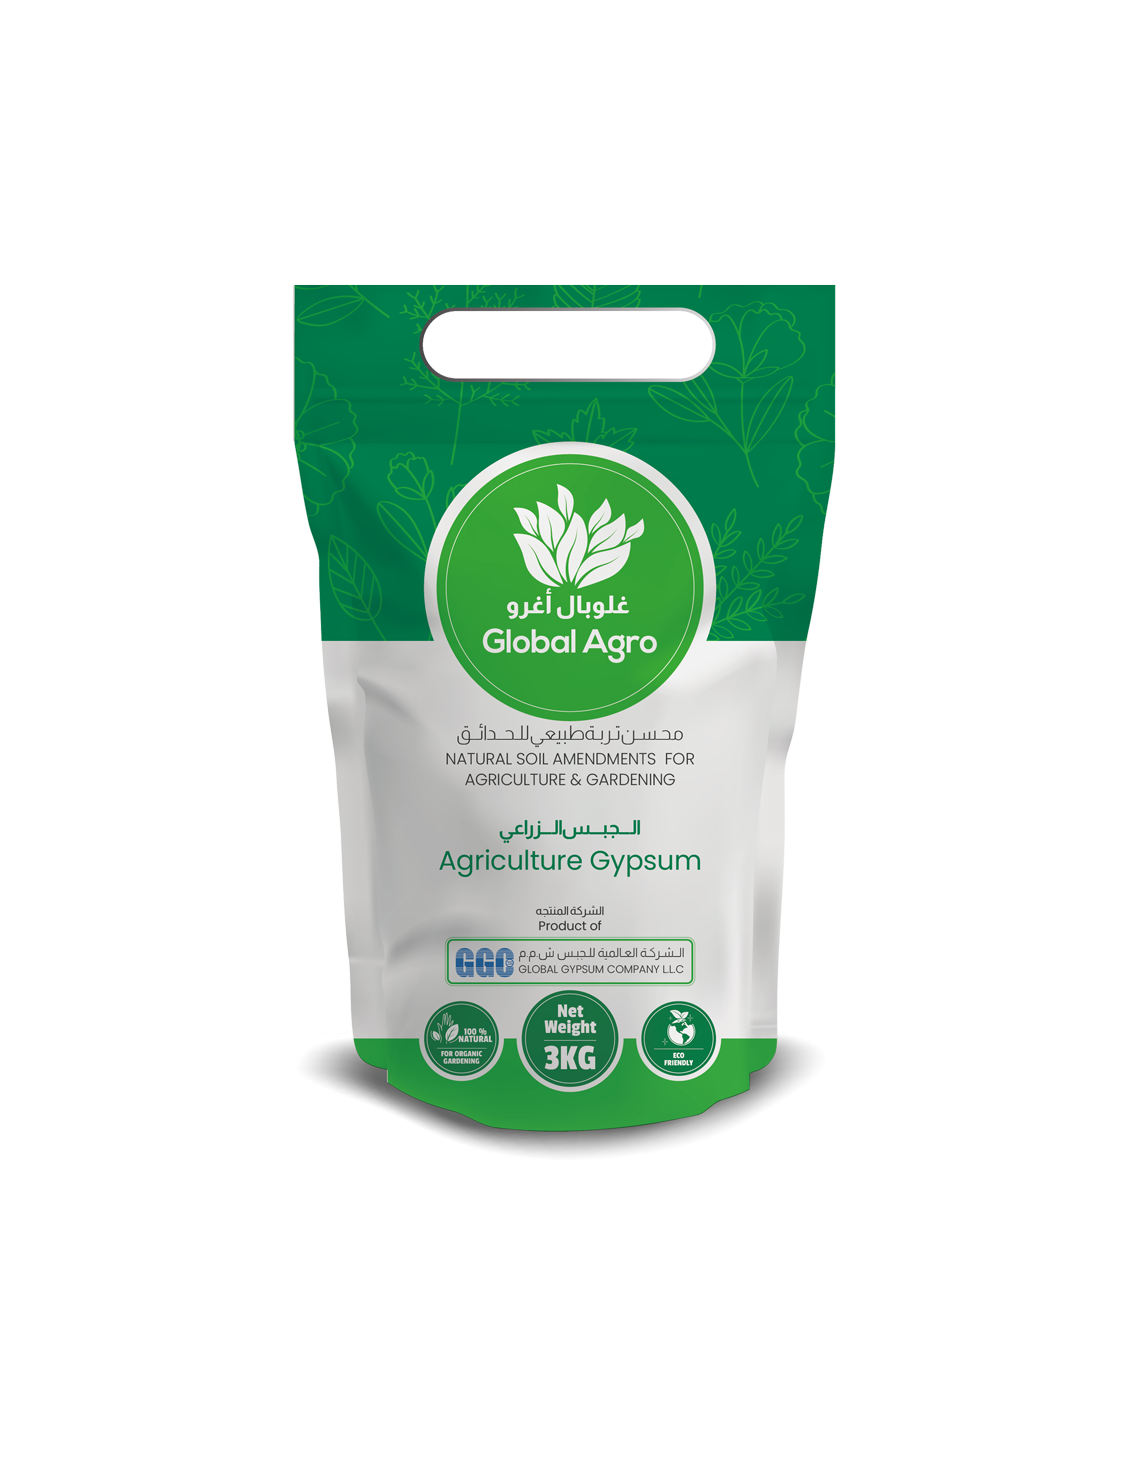 غلوبال أغرو
Global Agro
محسن تربة طبيعي للحدائق
NATURAL SOIL AMENDMENTS FOR
AGRICULTURE & GARDENING
الجبس الزراعي
Agriculture Gypsum
الشركة المنتجه
Product of
GGC
الشركة العالمية للجبس ش.م.م
GLOBAL GYPSUM COMPANY L.L.C
100 %
NATURAL
FOR ORGANIC
GARDENING
Net
Weight
3KG
ECO
FRIENDLY